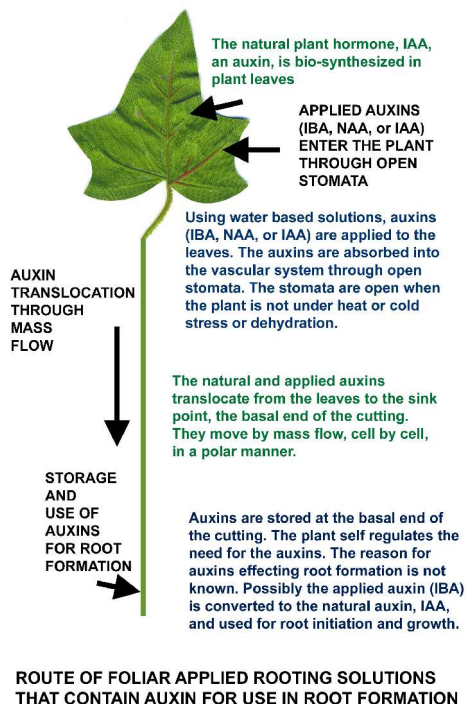 The natural plant hormone, IAA,
an auxin, is bio-synthesized in
plant leaves
APPLIED AUXINS
(IBA, NAA, or IAA)
ENTER THE PLANT
THROUGH OPEN
STOMATA
Using water based solutions, auxins
(IBA, NAA, or IAA) are applied to the
leaves. The auxins are absorbed into
the vascular system through open
stomata. The stomata are open when
the plant is not under heat or cold
stress or dehydration.
AUXIN
TRANSLOCATION
THROUGH
MASS
FLOW
The natural and applied auxins
translocate from the leaves to the sink
point, the basal end of the cutting.
They move by mass flow, cell by cell,
in a polar manner.
STORAGE
AND
USE OF
AUXINS
FOR ROOT
FORMATION
Auxins are stored at the basal end of
the cutting. The plant self regulates the
need for the auxins. The reason for
auxins effecting root formation is not
known. Possibly the applied auxin (IBA)
is converted to the natural auxin, IAA,
and used for root initiation and growth.
ROUTE OF FOLIAR APPLIED ROOTING SOLUTIONS
THAT CONTAIN AUXIN FOR USE IN ROOT FORMATION